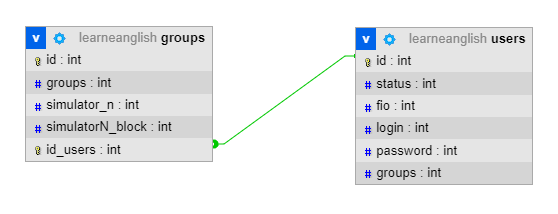 v learneanglish groups
id : int
# groups : int
# simulator_n : int
# simulatorN_block : int
id_users : int
v learneanglish users
id : int
# status : int
# fio : int
# login : int
# password : int
# groups : int